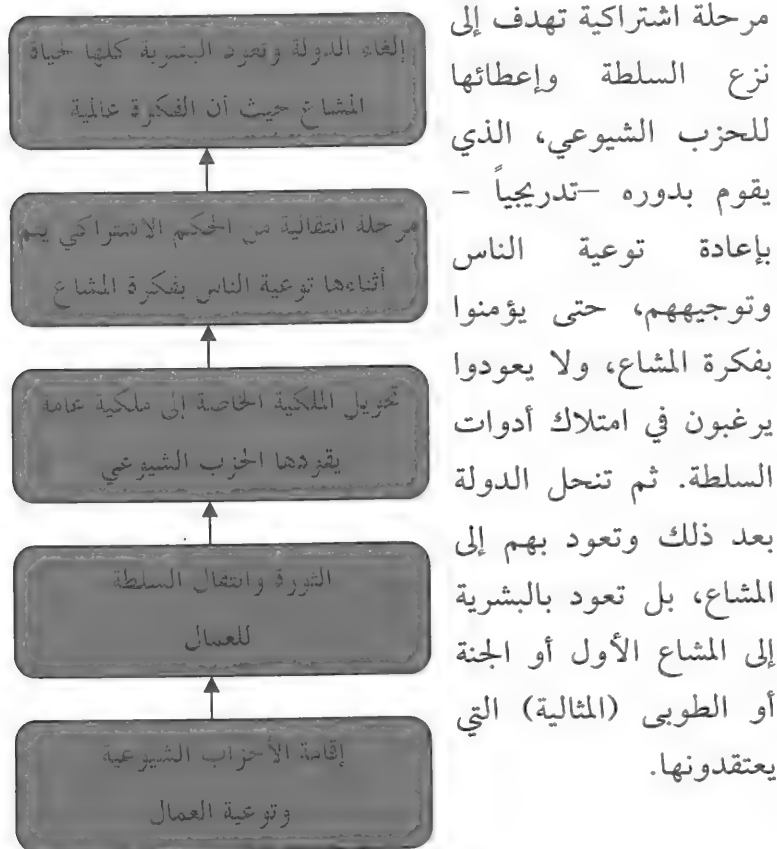 مرحلة اشتراكية تهدف إلى
نزع السلطة وإعطائها
للحزب الشيوعي، الذي
يقوم بدوره –تدريجياً –
بإعادة توعية الناس
وتوجيههم، حتى يؤمنوا
بفكرة المشاع، ولا يعودوا
يرغبون في امتلاك أدوات
السلطة. ثم تنحل الدولة
بعد ذلك وتعود بهم إلى
المشاع، بل تعود بالبشرية
إلى المشاع الأول أو الجنة
أو الطوبى (المثالية) التي
يعتقدونها.
إلغاء الدولة وتعود البشرية كلها لحياة
المشاع حيث أن الفكرة عالمية
مرحلة انتقالية من الحكم الاشتراكي يتم
أثناءها توعية الناس بفكرة المشاع
تحويل الملكية الخاصة إلى ملكية عامة
يقودها الحزب الشيوعي
الثورة وانتقال السلطة
للعمال
إقامة الأحزاب الشيوعية
وتوعية العمال